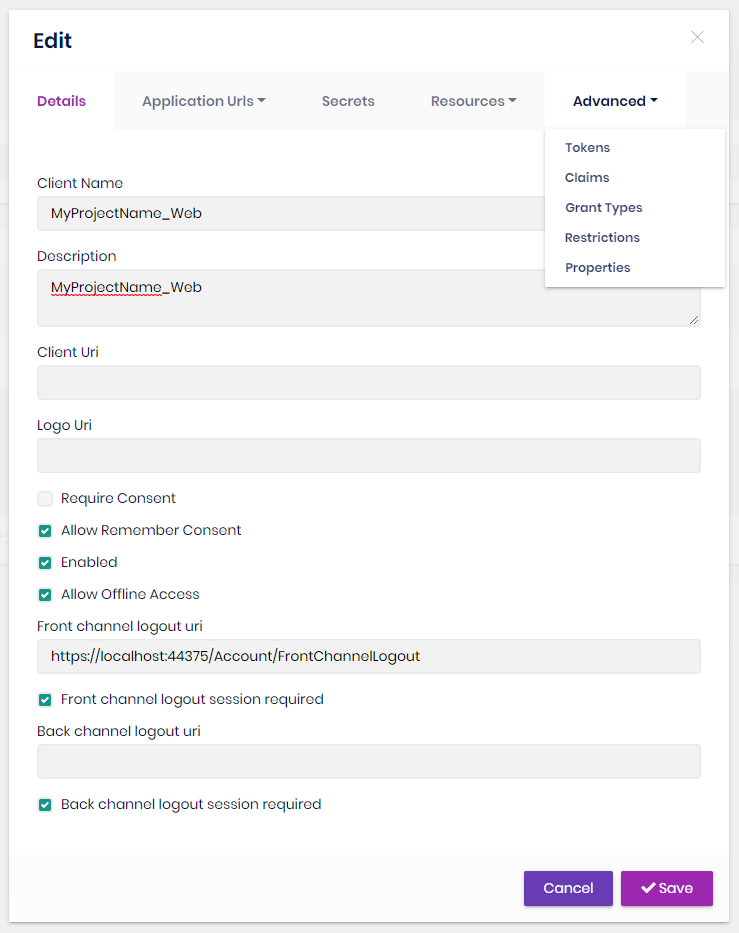 Edit
Details Application Urls Secrets Resources Advanced
Tokens
Claims
Grant Types
Restrictions
Properties
Client Name
MyProjectName_Web
Description
MyProjectName_Web
Client Uri
Logo Uri
Require Consent
Allow Remember Consent
Enabled
Allow Offline Access
Front channel logout uri
https://localhost:44375/Account/FrontChannelLogout
Front channel logout session required
Back channel logout uri
Back channel logout session required
Cancel Save